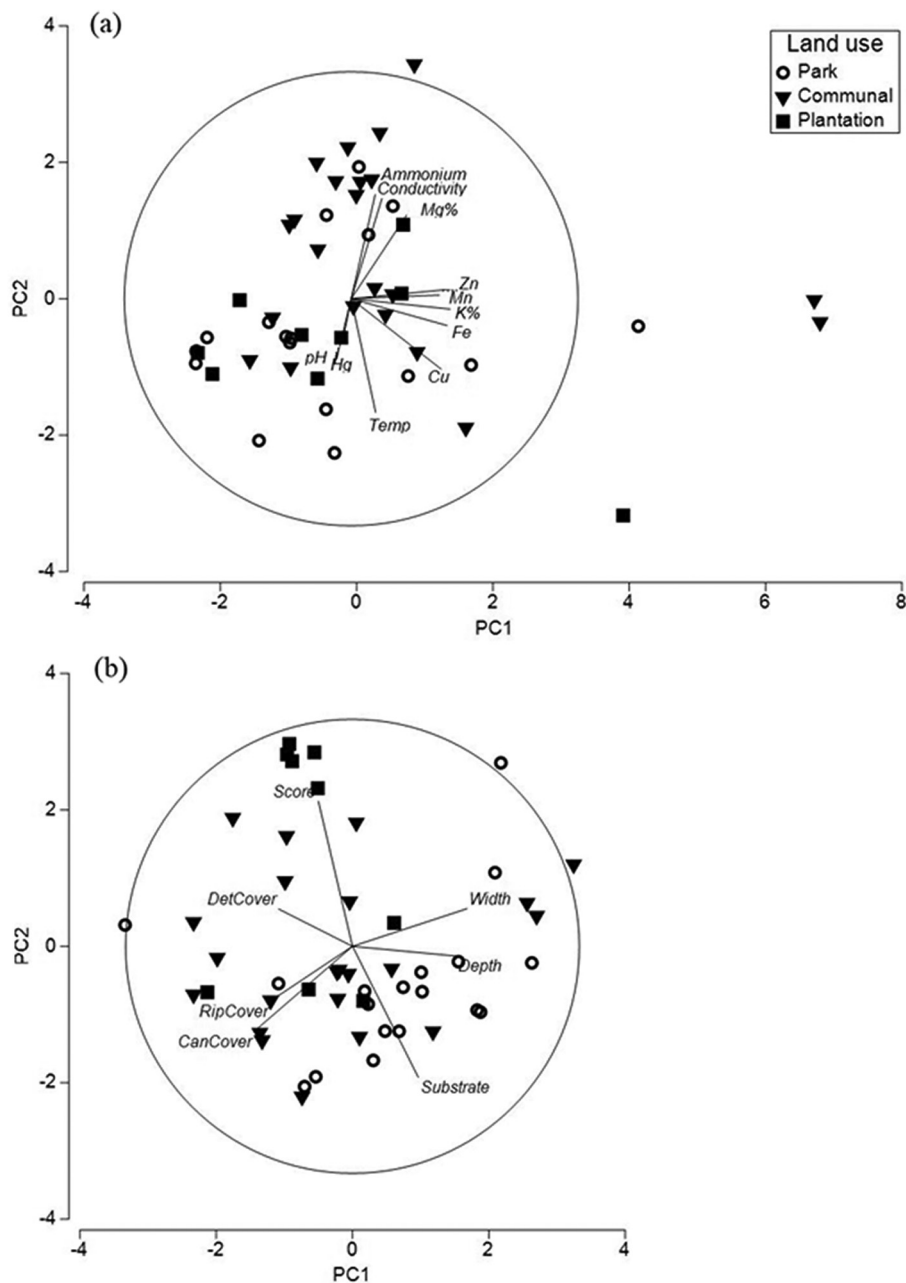 (a)
Land use
Park
Communal
Plantation
4
2
0
-2
-4
PC2
Ammonium
Conductivity
Mg%
Zn
Mn
K%
Fe
Cu
pH
Hg
Temp
-4
-2
0
2
4
6
8
PC1
(b)
4
2
0
-2
-4
PC2
Score
DetCover
Width
Depth
RipCover
CanCover
Substrate
-4
-2
0
2
4
PC1